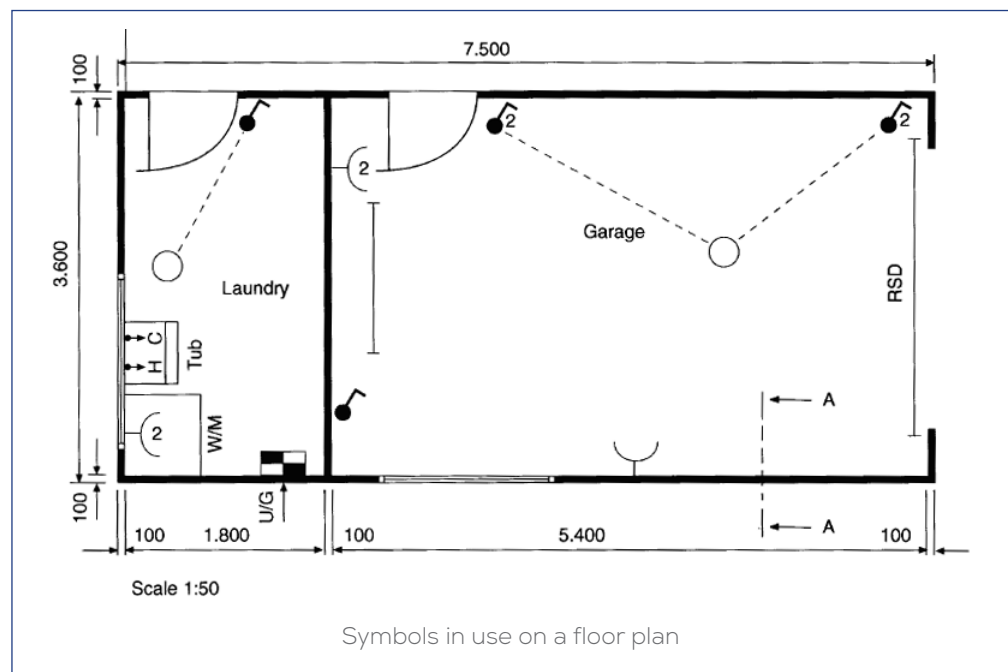 7.500
100
2
2
2
3.600
Garage
Laundry
RSD
C
H
Tub
A
2
W/M
100
U/G
A
100
1.800
100
5.400
100
Scale 1:50
Symbols in use on a floor plan